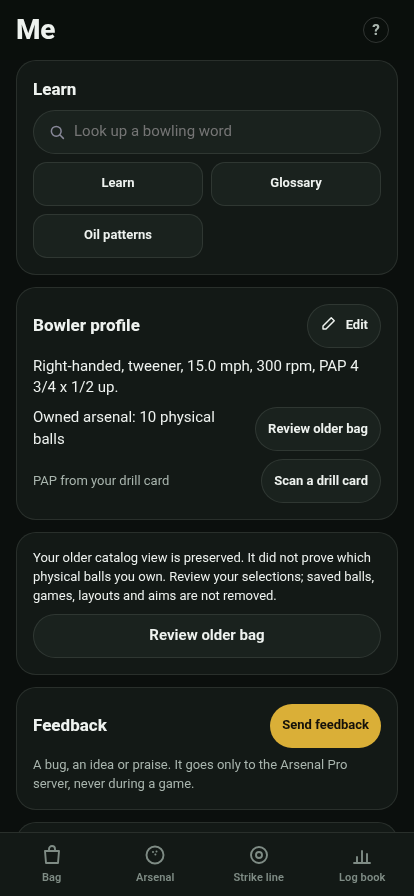 Me
?
Learn
Look up a bowling word
Learn
Glossary
Oil patterns
Bowler profile
Edit
Right-handed, tweener, 15.0 mph, 300 rpm, PAP 4
3/4 x 1/2 up.
Owned arsenal: 10 physical
balls
Review older bag
PAP from your drill card
Scan a drill card
Your older catalog view is preserved. It did not prove which
physical balls you own. Review your selections; saved balls,
games, layouts and aims are not removed.
Review older bag
Feedback
Send feedback
A bug, an idea or praise. It goes only to the Arsenal Pro
server, never during a game.
Bag
Arsenal
Strike line
Log book